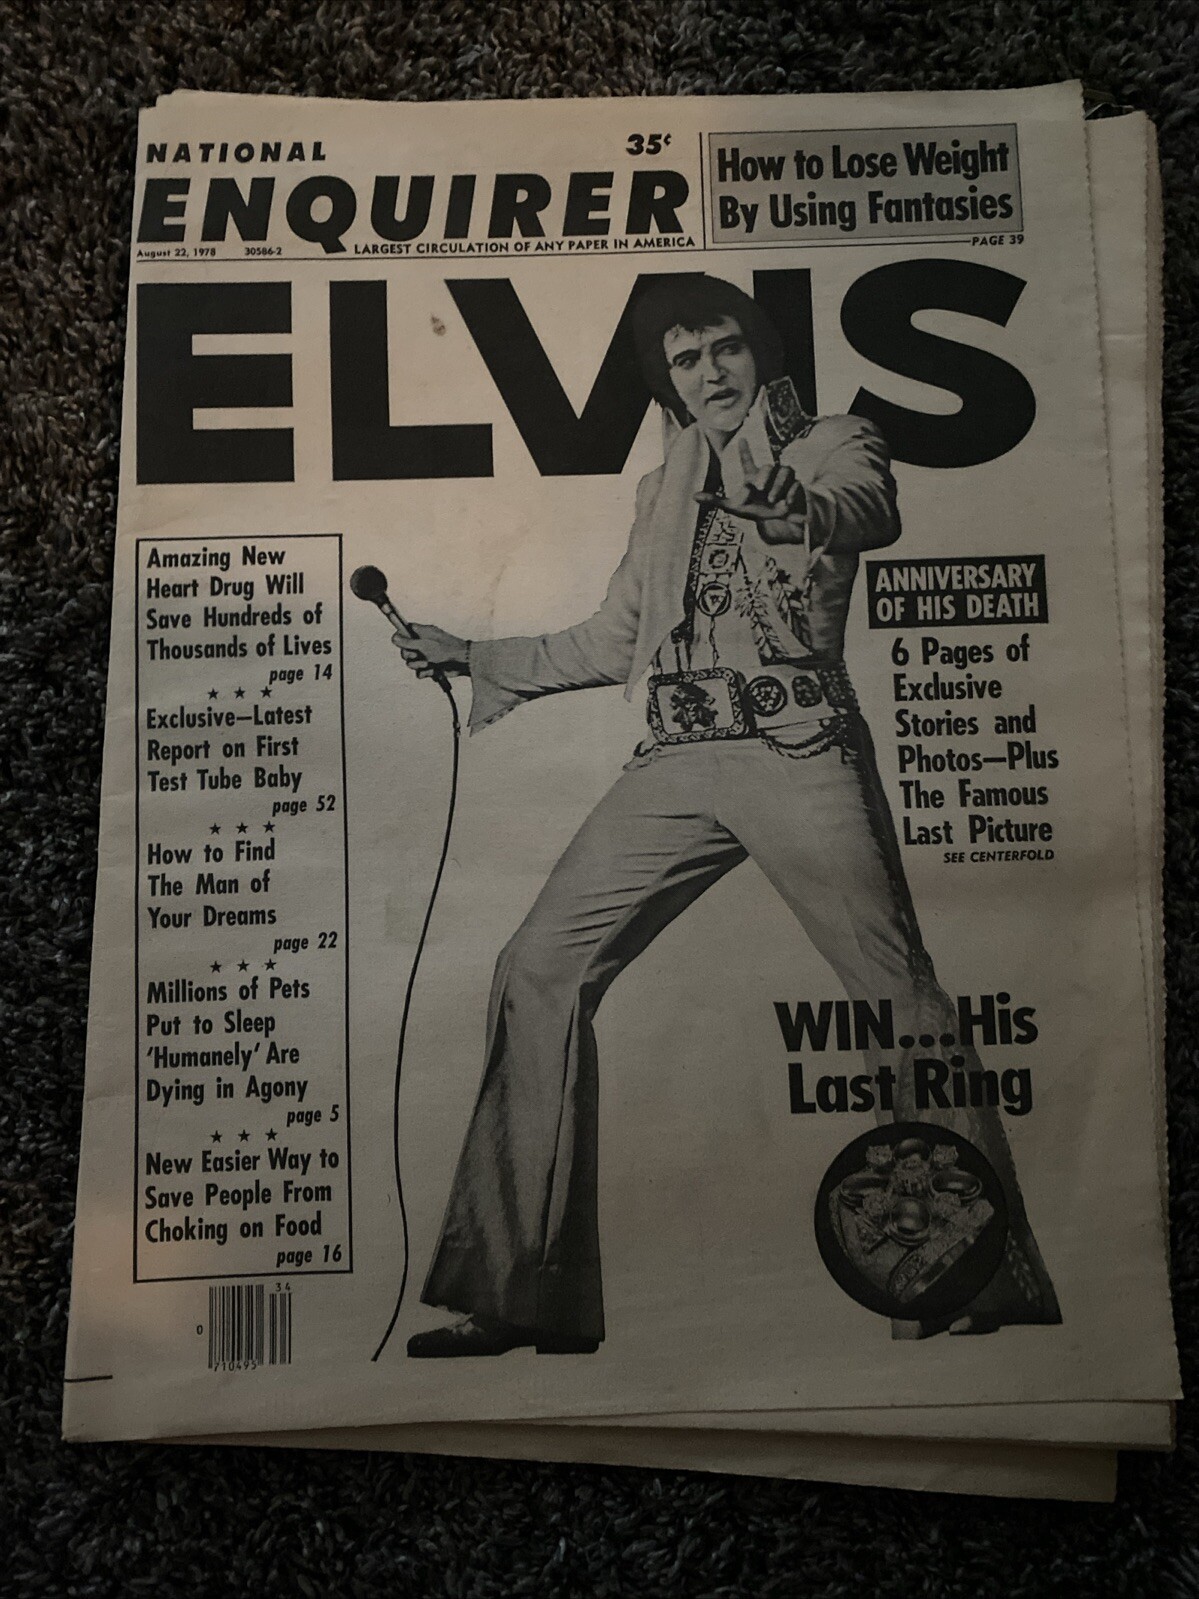 NATIONAL
ENQUIRER
35¢
August 22, 1978 30586-2 LARGEST CIRCULATION OF ANY PAPER IN AMERICA
How to Lose Weight
By Using Fantasies
PAGE 39
ELVIS
Amazing New
Heart Drug Will
Save Hundreds of
Thousands of Lives
page 14
★ ★ ★
Exclusive—Latest
Report on First
Test Tube Baby
page 52
★ ★ ★
How to Find
The Man of
Your Dreams
page 22
★ ★ ★
Millions of Pets
Put to Sleep
'Humanely' Are
Dying in Agony
page 5
★ ★ ★
New Easier Way to
Save People From
Choking on Food
page 16
ANNIVERSARY
OF HIS DEATH
6 Pages of
Exclusive
Stories and
Photos—Plus
The Famous
Last Picture
SEE CENTERFOLD
WIN...His
Last Ring
34
0
710495